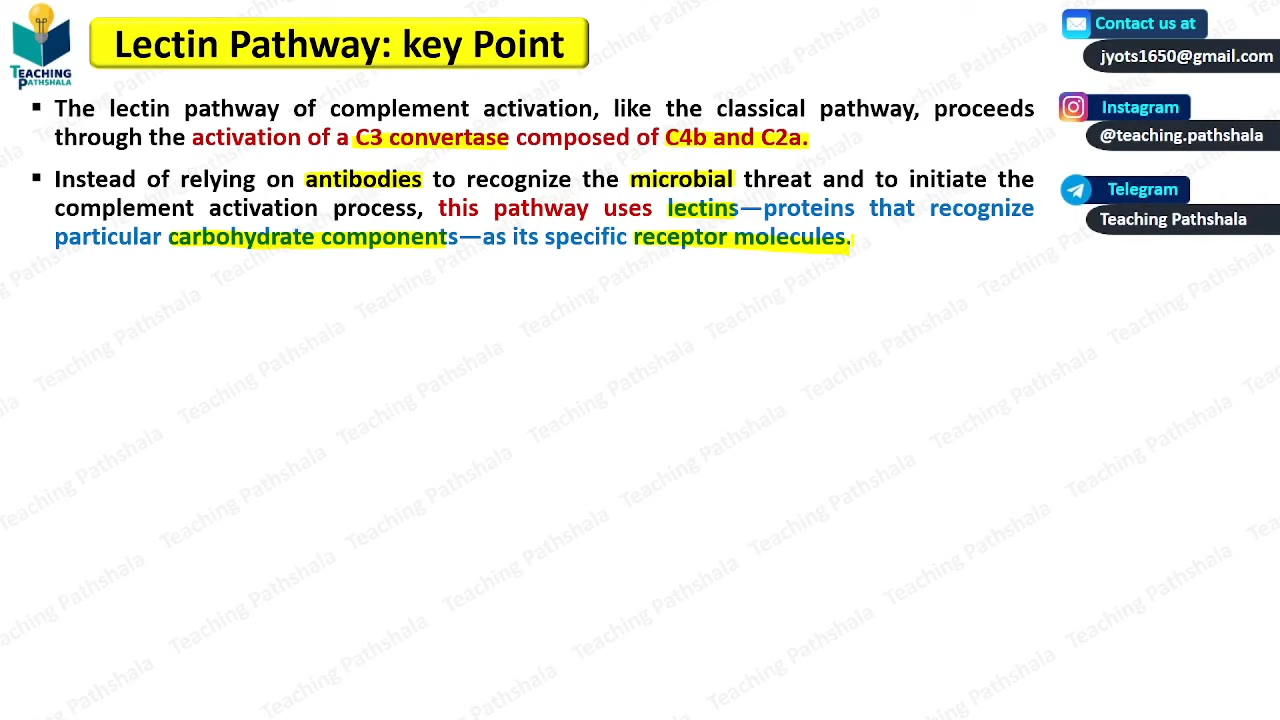 TEACHING
PATHSHALA
Lectin Pathway: key Point
▪ The lectin pathway of complement activation, like the classical pathway, proceeds
through the activation of a C3 convertase composed of C4b and C2a.
▪ Instead of relying on antibodies to recognize the microbial threat and to initiate the
complement activation process, this pathway uses lectins—proteins that recognize
particular carbohydrate components—as its specific receptor molecules.
Contact us at
jyots1650@gmail.com
Instagram
@teaching.pathshala
Telegram
Teaching Pathshala
Teaching Pathshala